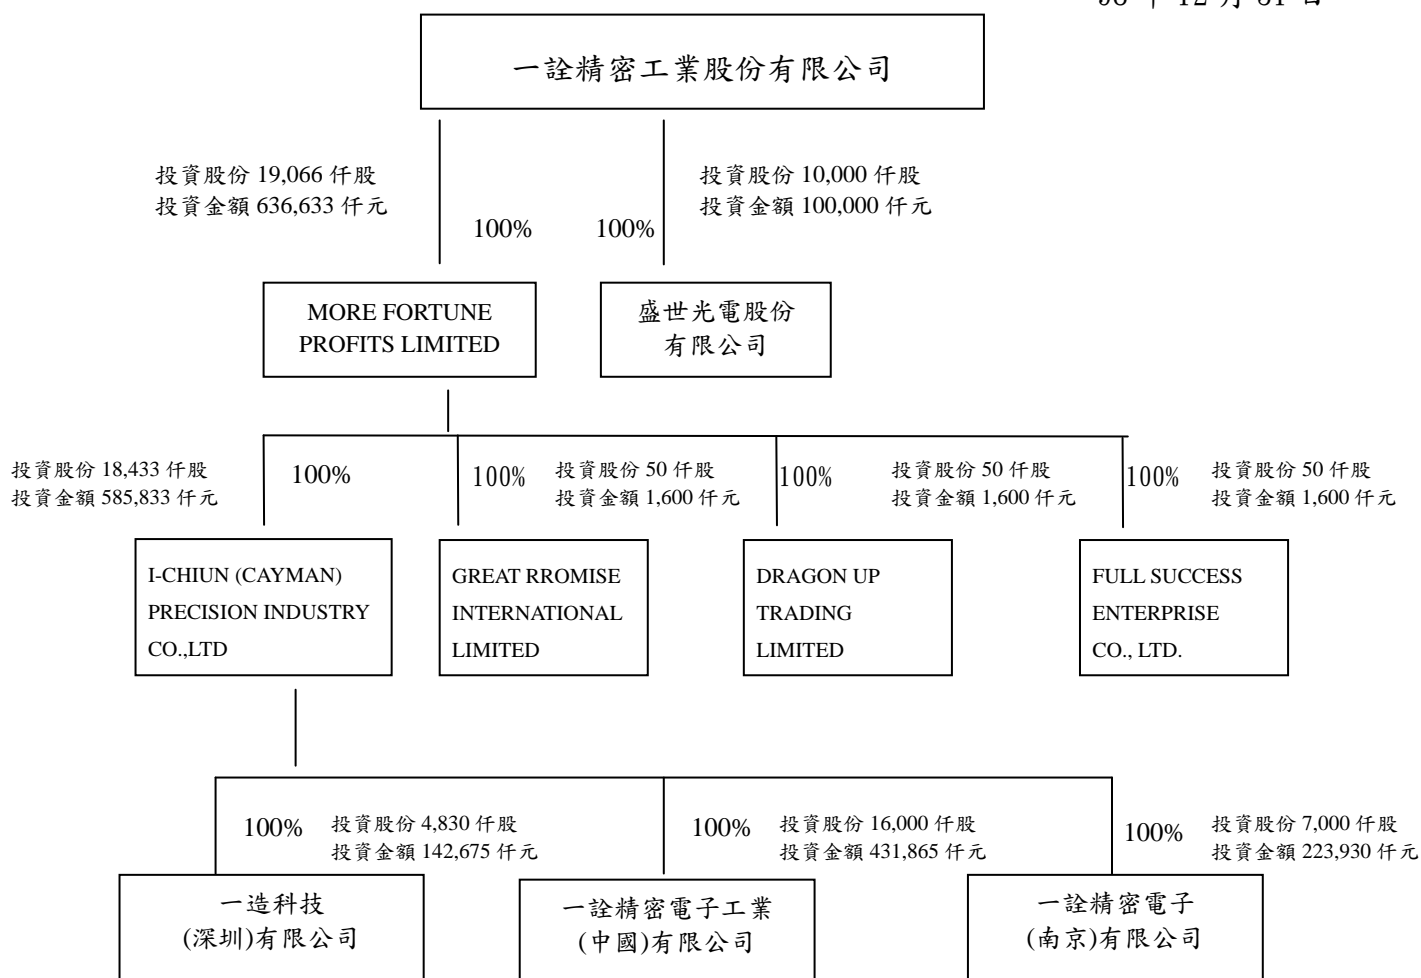 年 12 月 31 日
一詮精密工業股份有限公司
投資股份 19,066 仟股
投資金額 636,633 仟元
100%
100%
投資股份 10,000 仟股
投資金額 100,000 仟元
MORE FORTUNE
PROFITS LIMITED
盛世光電股份
有限公司
投資股份 18,433 仟股
投資金額 585,833 仟元
100%
100%
投資股份 50 仟股
投資金額 1,600 仟元
100%
投資股份 50 仟股
投資金額 1,600 仟元
100%
投資股份 50 仟股
投資金額 1,600 仟元
I-CHIUN (CAYMAN)
PRECISION INDUSTRY
CO.,LTD
GREAT RROMISE
INTERNATIONAL
LIMITED
DRAGON UP
TRADING
LIMITED
FULL SUCCESS
ENTERPRISE
CO., LTD.
100%
投資股份 4,830 仟股
投資金額 142,675 仟元
100%
投資股份 16,000 仟股
投資金額 431,865 仟元
100%
投資股份 7,000 仟股
投資金額 223,930 仟元
一造科技
(深圳)有限公司
一詮精密電子工業
(中國)有限公司
一詮精密電子
(南京)有限公司